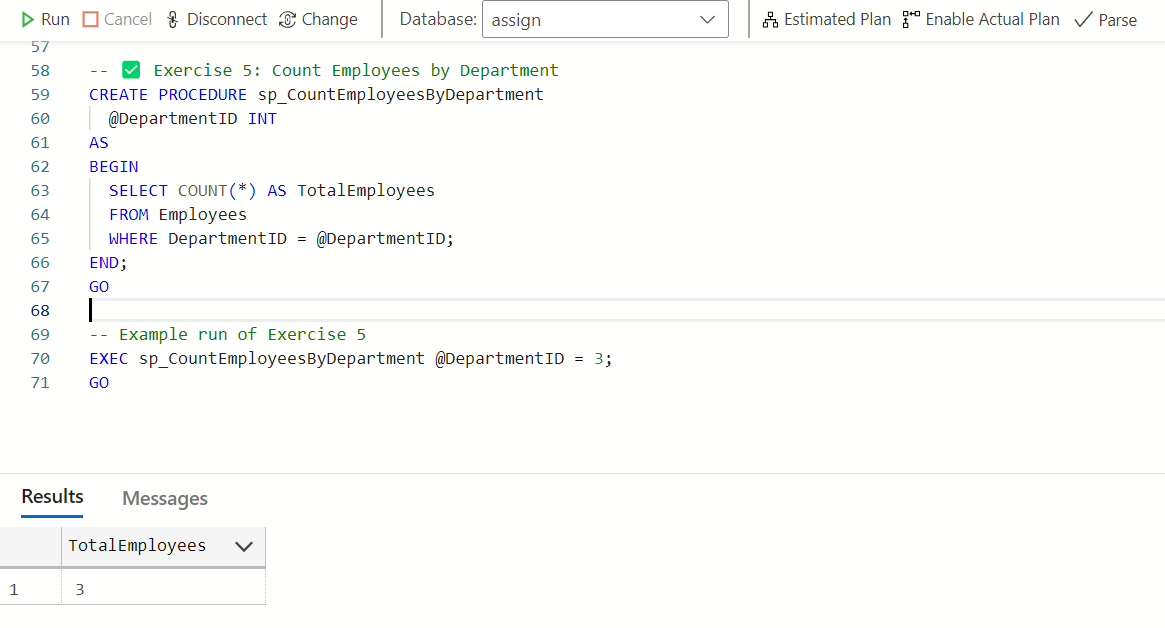 Run Cancel Disconnect Change Database: assign Estimated Plan Enable Actual Plan Parse
57
58 -- ✅ Exercise 5: Count Employees by Department
59 CREATE PROCEDURE sp_CountEmployeesByDepartment
60 @DepartmentID INT
61 AS
62 BEGIN
63 SELECT COUNT(*) AS TotalEmployees
64 FROM Employees
65 WHERE DepartmentID = @DepartmentID;
66 END;
67 GO
68
69 -- Example run of Exercise 5
70 EXEC sp_CountEmployeesByDepartment @DepartmentID = 3;
71 GO
Results Messages
TotalEmployees
1 3